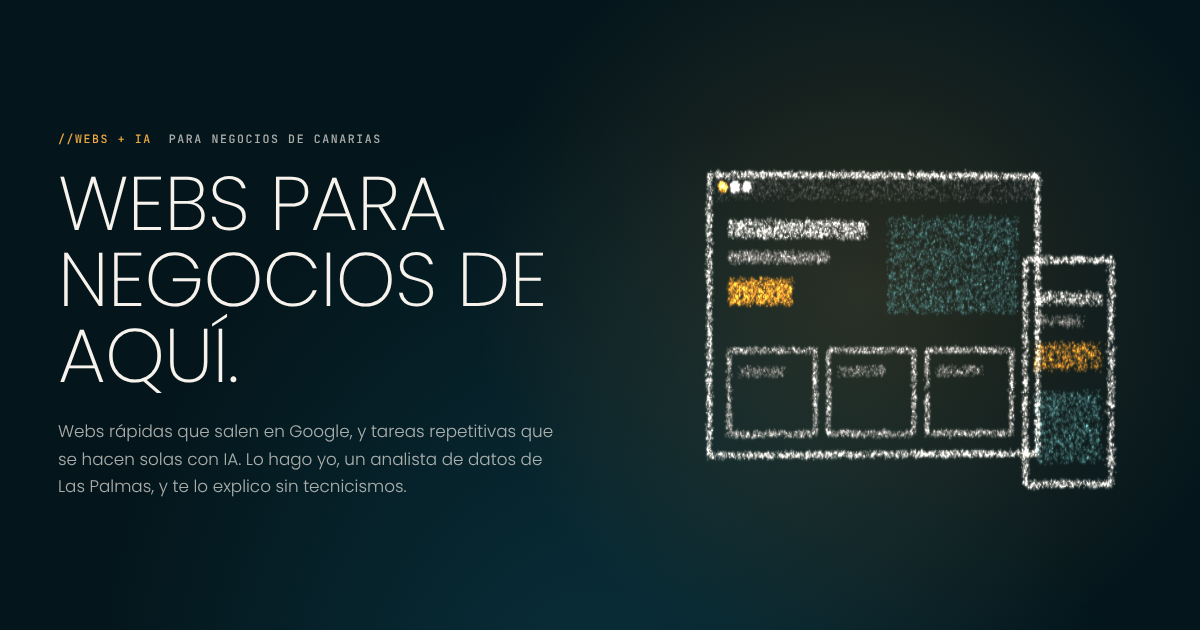 //WEBS + IA PARA NEGOCIOS DE CANARIAS
WEBS PARA
NEGOCIOS DE
AQUÍ.
Webs rápidas que salen en Google, y tareas repetitivas que
se hacen solas con IA. Lo hago yo, un analista de datos de
Las Palmas, y te lo explico sin tecnicismos.